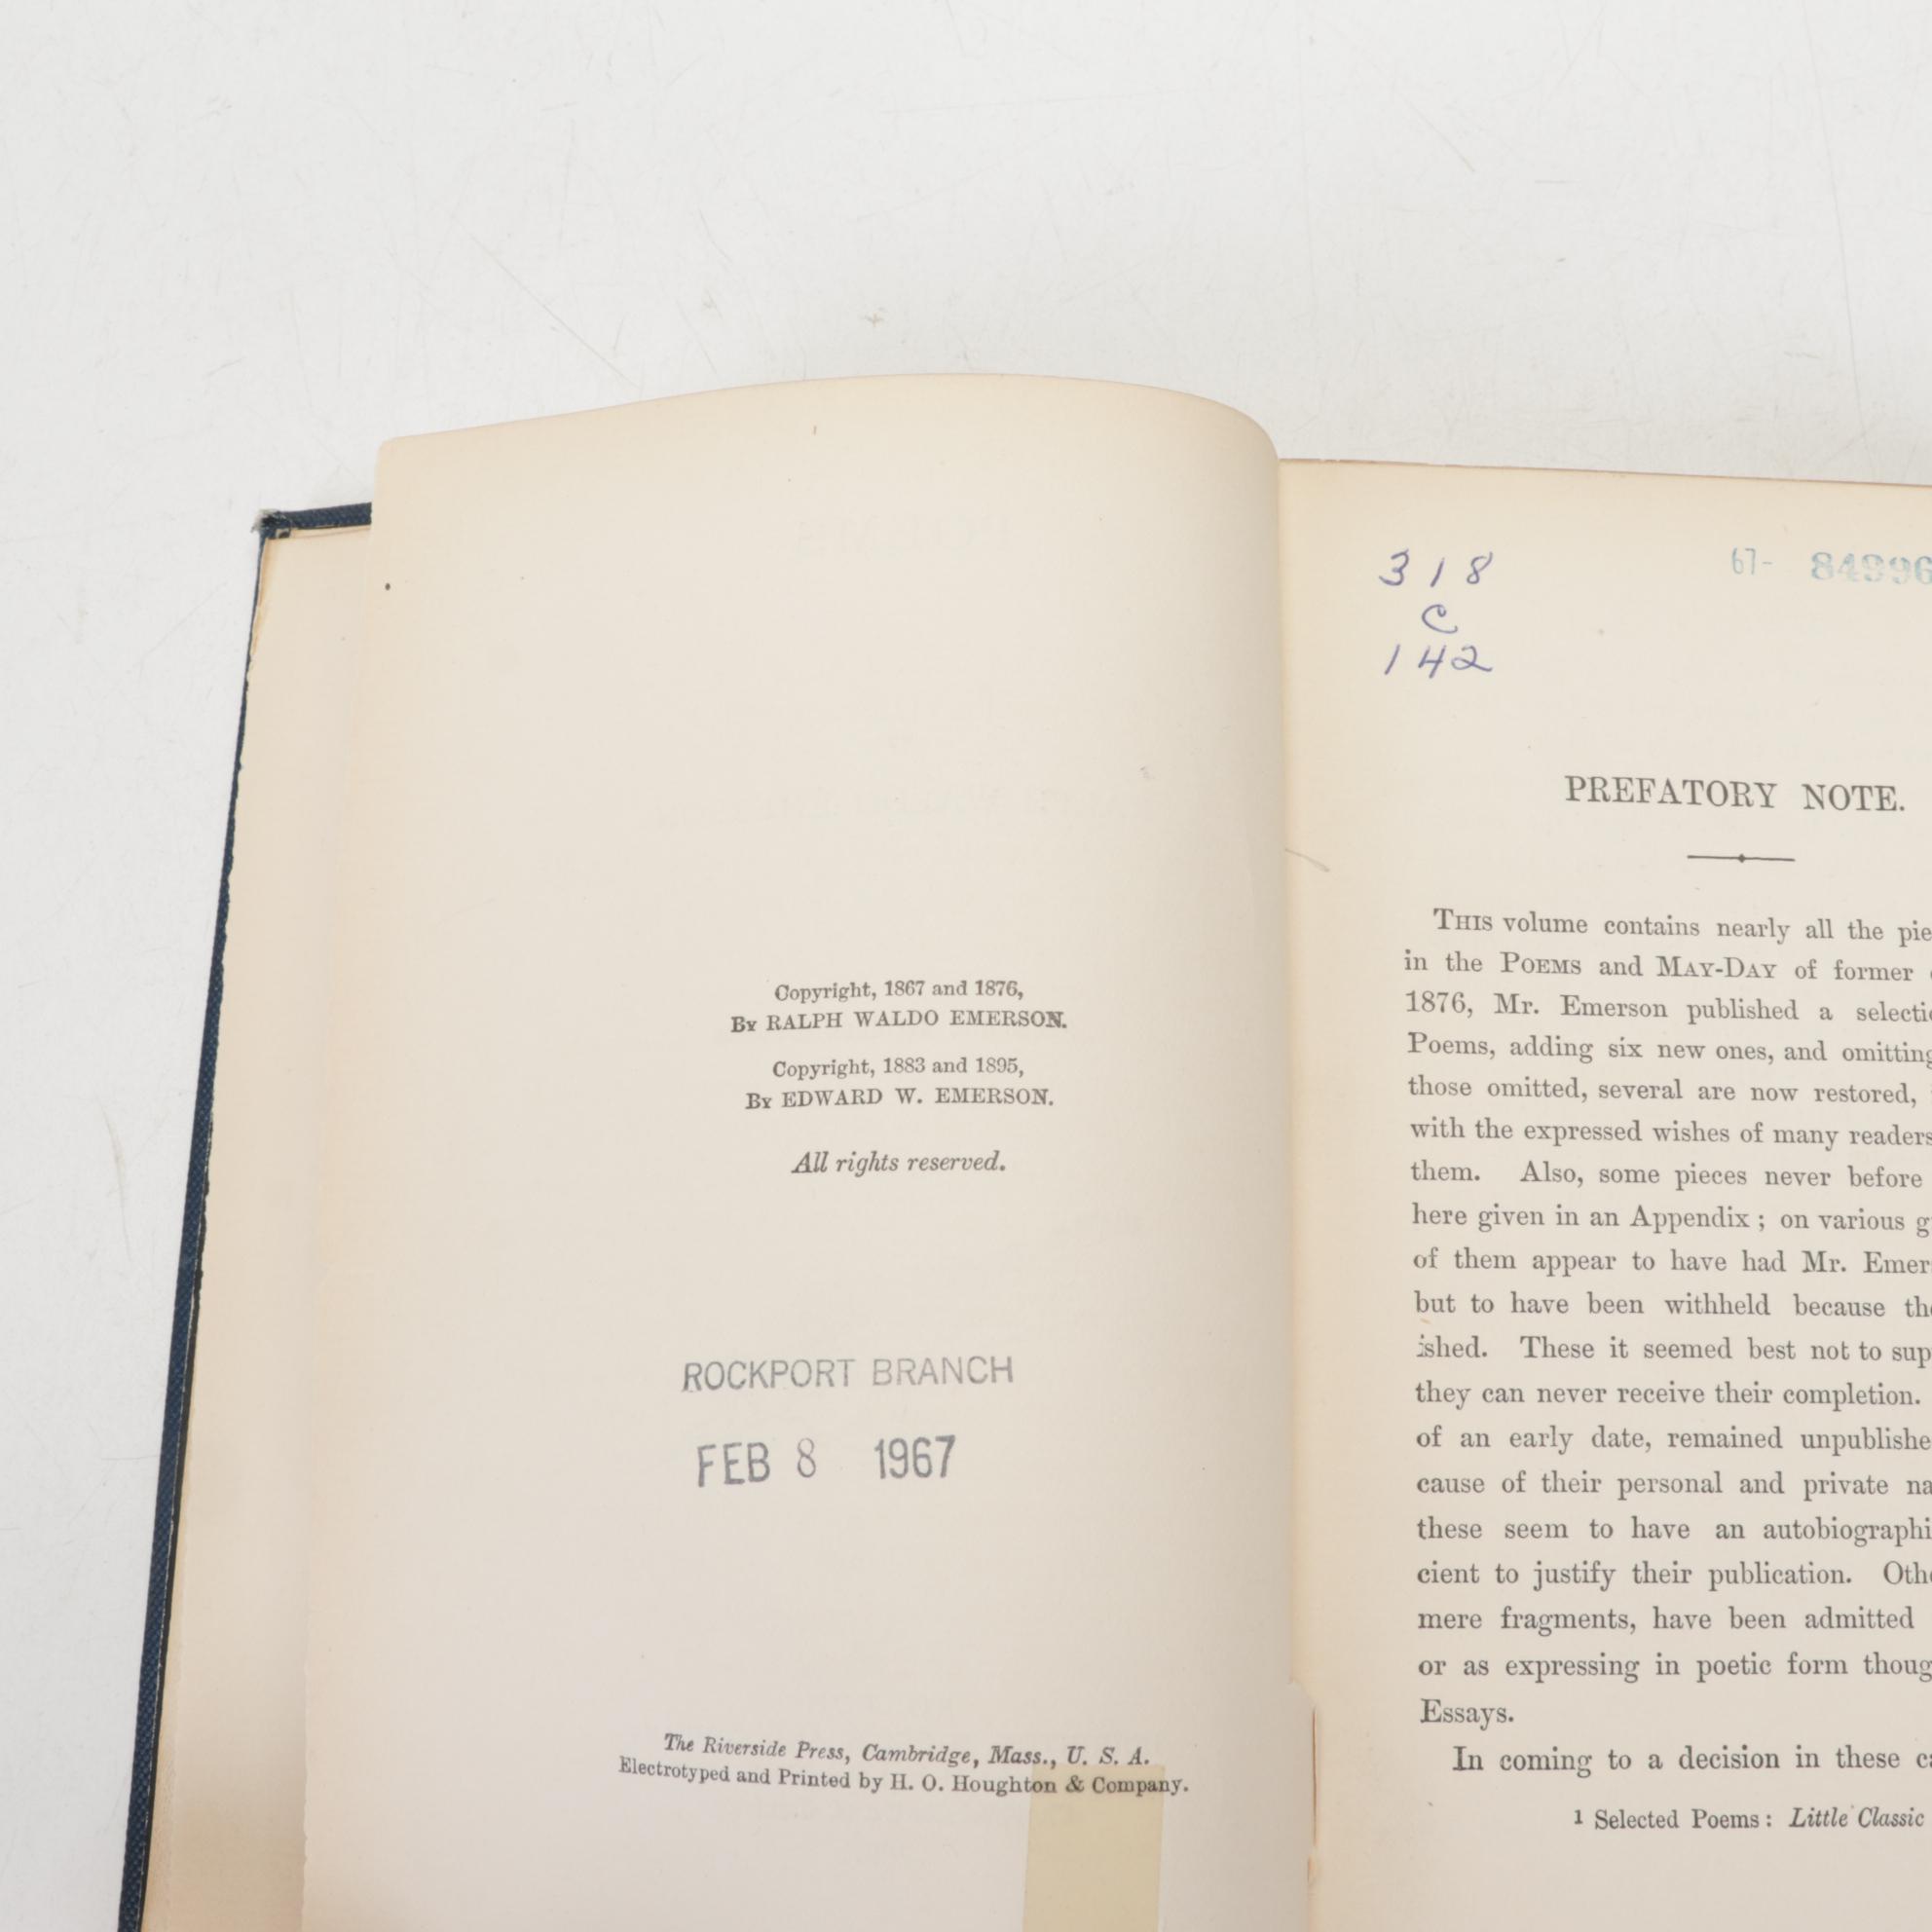 Copyright, 1867 and 1876,
By RALPH WALDO EMERSON.
Copyright, 1883 and 1895,
By EDWARD W. EMERSON.
All rights reserved.
ROCKPORT BRANCH
FEB 8 1967
The Riverside Press, Cambridge, Mass., U. S. A.
Electrotyped and Printed by H. O. Houghton & Company.
318
C
142
67- 84996
PREFATORY NOTE.
THIS volume contains nearly all the
in the POEMS and MAY-DAY of former
1876, Mr. Emerson published a
Poems, adding six new ones, and omitting
those omitted, several are now restored,
with the expressed wishes of many readers
them. Also, some pieces never before
here given in an Appendix; on various
of them appear to have had Mr.
but to have been withheld because
ished. These it seemed best not to
they can never receive their completion.
of an early date, remained
cause of their personal and private
these seem to have an
cient to justify their publication.
mere fragments, have been admitted
or as expressing in poetic form
Essays.
In coming to a decision in these
1 Selected Poems: Little Classic